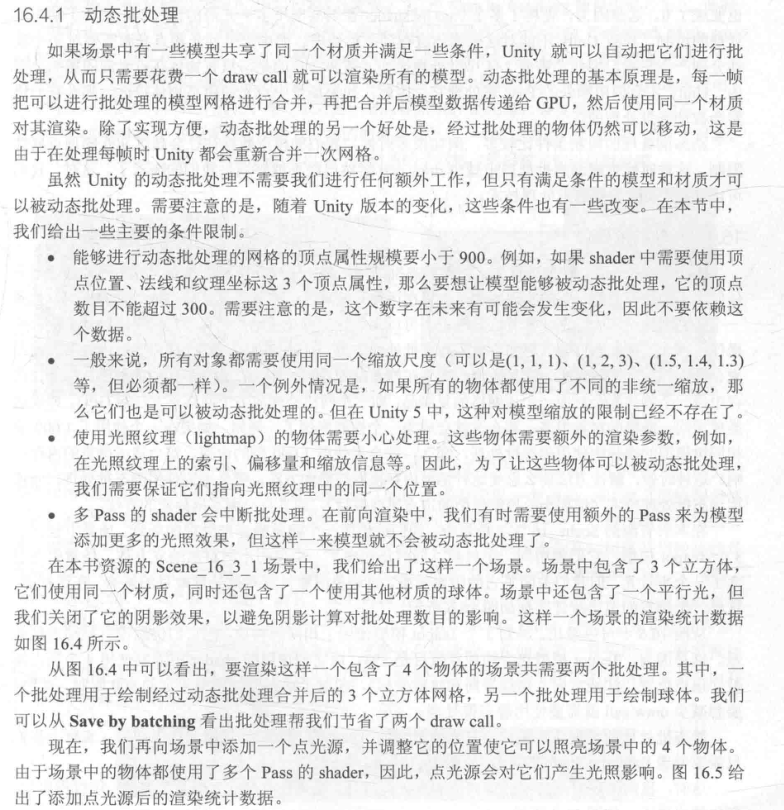 16.4.1 动态批处理
如果场景中有一些模型共享了同一个材质并满足一些条件，Unity 就可以自动把它们进行批
处理，从而只需要花费一个 draw call 就可以渲染所有的模型。动态批处理的基本原理是，每一帧
把可以进行批处理的模型网格进行合并，再把合并后模型数据传递给 GPU，然后使用同一个材质
对其渲染。除了实现方便，动态批处理的另一个好处是，经过批处理的物体仍然可以移动，这是
由于在处理每帧时 Unity 都会重新合并一次网格。
虽然 Unity 的动态批处理不需要我们进行任何额外工作，但只有满足条件的模型和材质才可
以被动态批处理。需要注意的是，随着 Unity 版本的变化，这些条件也有一些改变。在本节中，
我们给出一些主要的条件限制。
● 能够进行动态批处理的网格的顶点属性规模要小于 900。例如，如果 shader 中需要使用顶
点位置、法线和纹理坐标这 3 个顶点属性，那么要想让模型能够被动态批处理，它的顶点
数目不能超过 300。需要注意的是，这个数字在未来有可能会发生变化，因此不要依赖这
个数据。
● 一般来说，所有对象都需要使用同一个缩放尺度（可以是(1, 1, 1)、(1, 2, 3)、(1.5, 1.4, 1.3)
等，但必须都一样）。一个例外情况是，如果所有的物体都使用了不同的非统一缩放，那
么它们也是可以被动态批处理的。但在 Unity 5 中，这种对模型缩放的限制已经不存在了。
● 使用光照纹理（lightmap）的物体需要小心处理。这些物体需要额外的渲染参数，例如，
在光照纹理上的索引、偏移量和缩放信息等。因此，为了让这些物体可以被动态批处理，
我们需要保证它们指向光照纹理中的同一个位置。
● 多 Pass 的 shader 会中断批处理。在前向渲染中，我们有时需要使用额外的 Pass 来为模型
添加更多的光照效果，但这样一来模型就不会被动态批处理了。
在本书资源的 Scene_16_3_1 场景中，我们给出了这样一个场景。场景中包含了 3 个立方体，
它们使用同一个材质，同时还包含了一个使用其他材质的球体。场景中还包含了一个平行光，但
我们关闭了它的阴影效果，以避免阴影计算对批处理数目的影响。这样一个场景的渲染统计数据
如图 16.4 所示。
从图 16.4 中可以看出，要渲染这样一个包含了 4 个物体的场景共需要两个批处理。其中，一
个批处理用于绘制经过动态批处理合并后的 3 个立方体网格，另一个批处理用于绘制球体。我们
可以从 Save by batching 看出批处理帮我们节省了两个 draw call。
现在，我们再向场景中添加一个点光源，并调整它的位置使它可以照亮场景中的 4 个物体。
由于场景中的物体都使用了多个 Pass 的 shader，因此，点光源会对它们产生光照影响。图 16.5 给
出了添加点光源后的渲染统计数据。